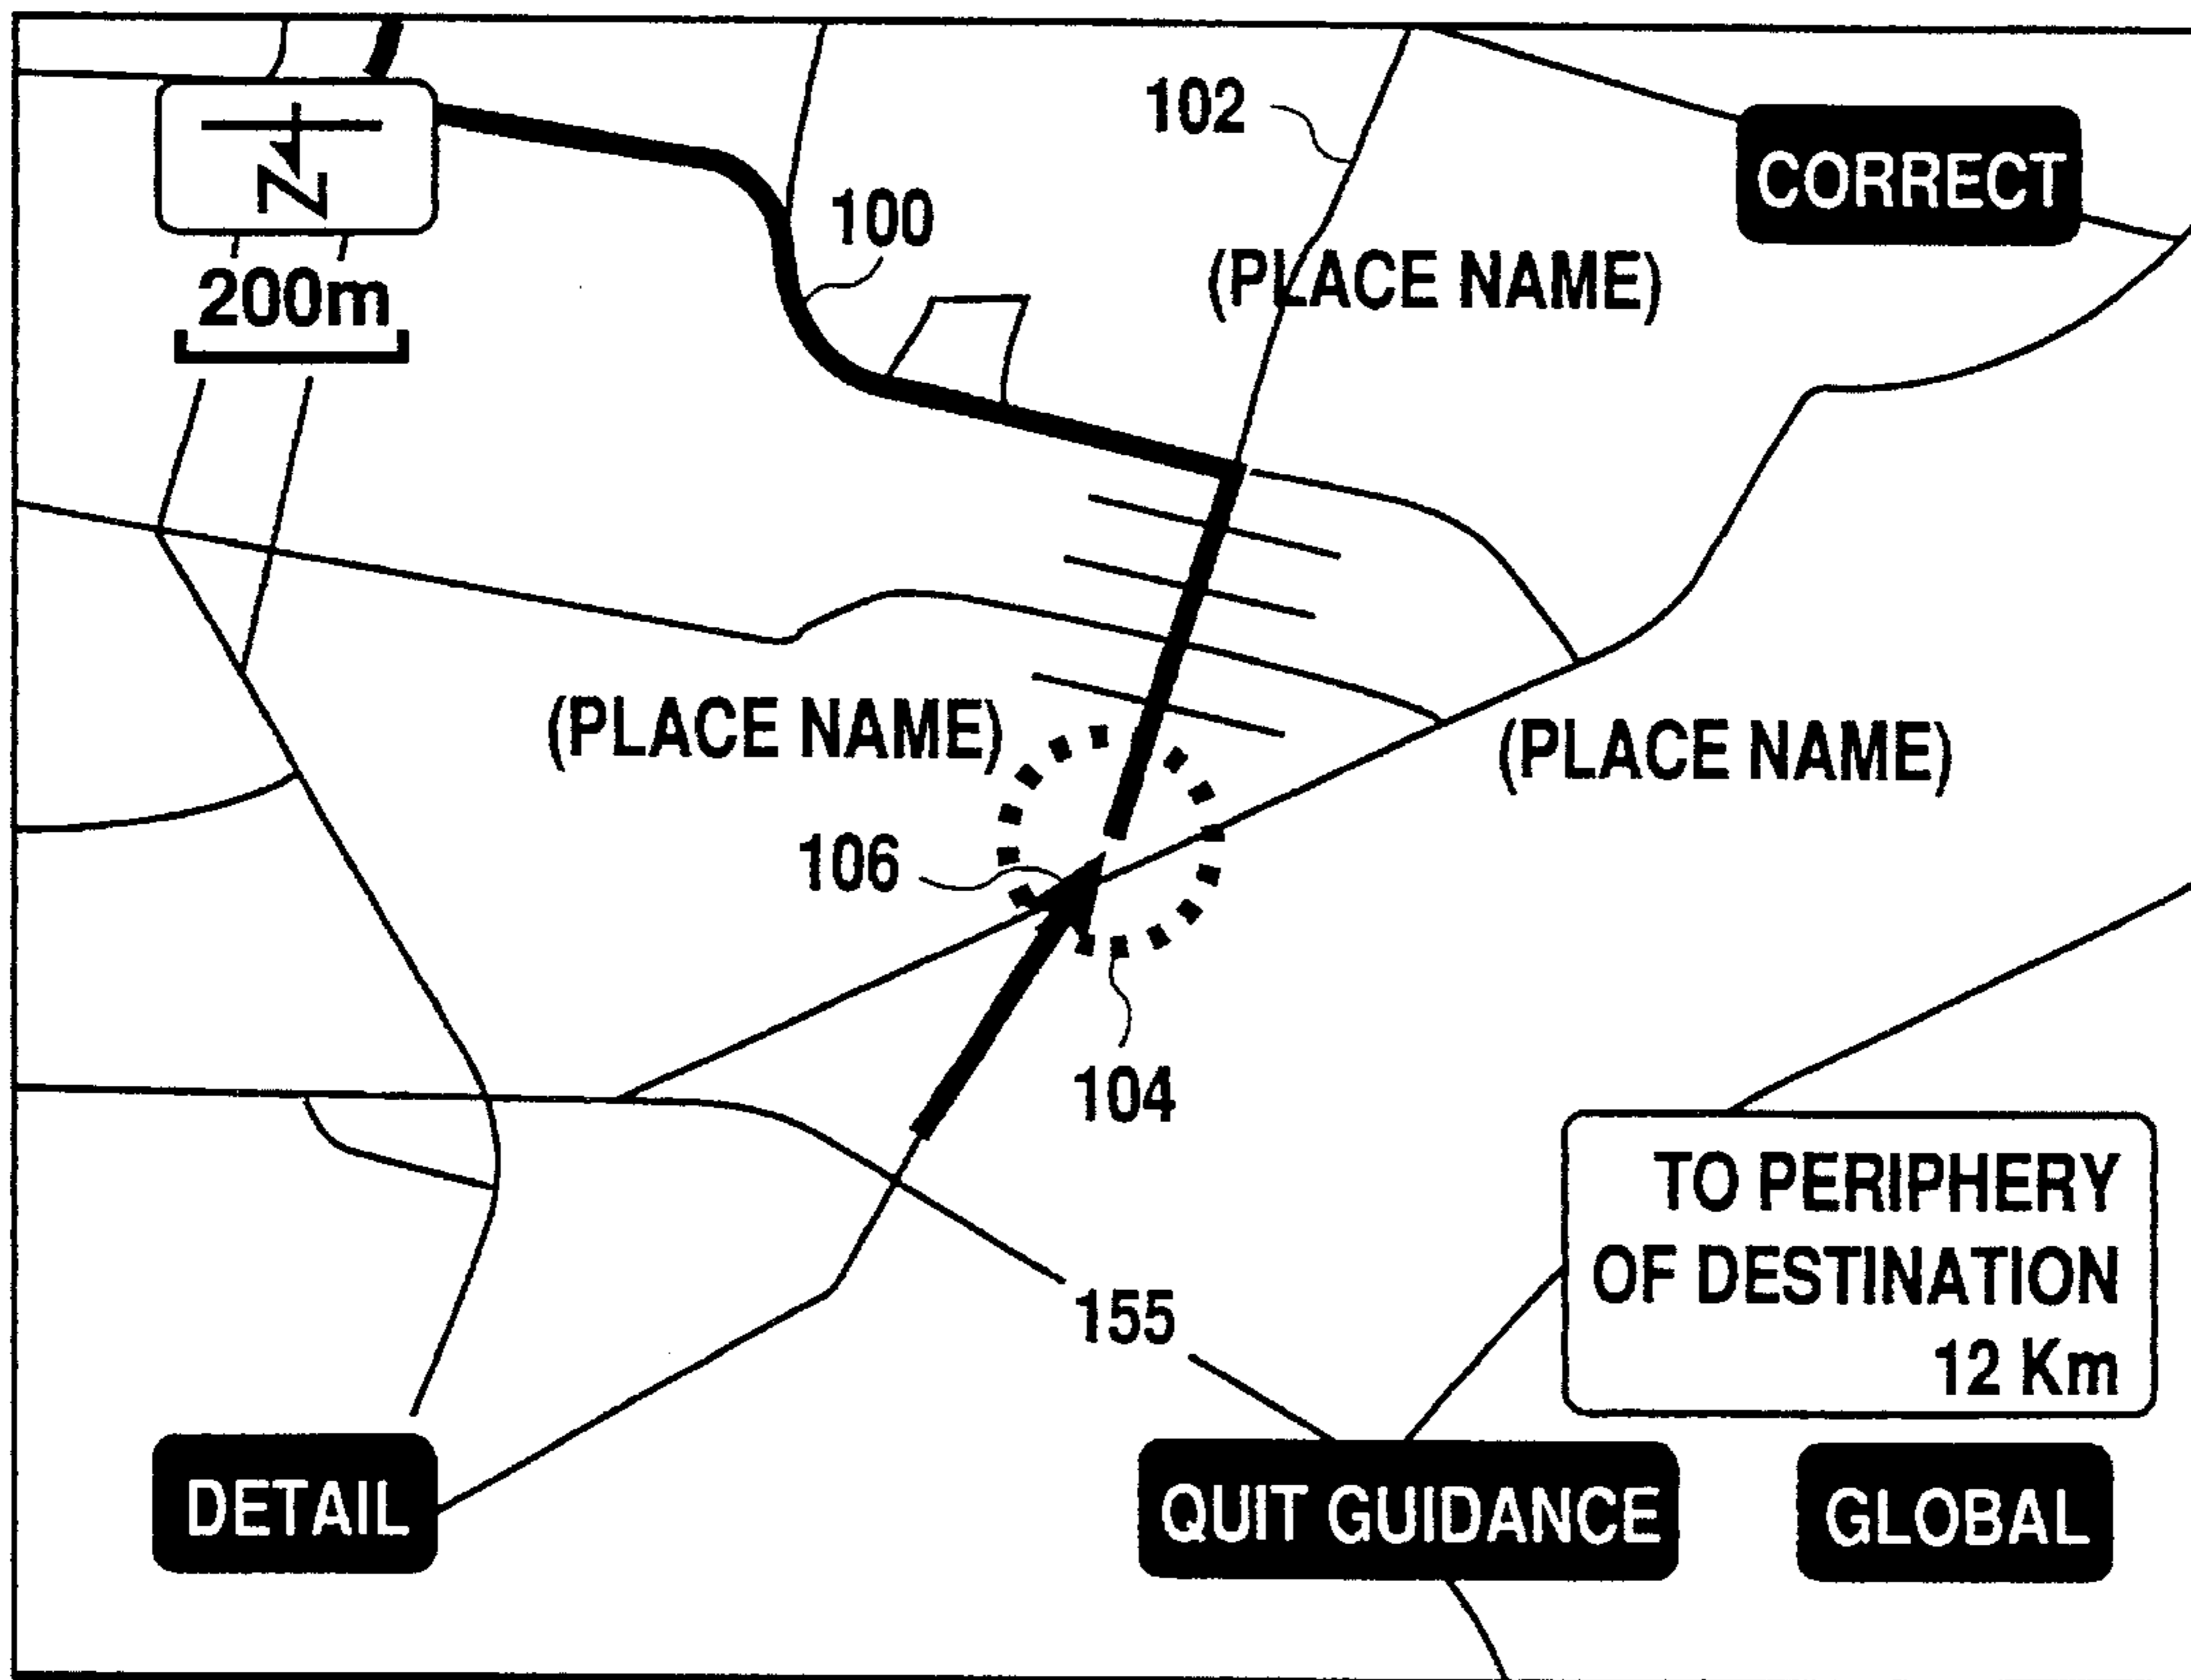 102
CORRECT
N
100
(PLACE NAME)
200m
(PLACE NAME)
(PLACE NAME)
106
104
TO PERIPHERY
OF DESTINATION
12 Km
155
DETAIL
QUIT GUIDANCE
GLOBAL